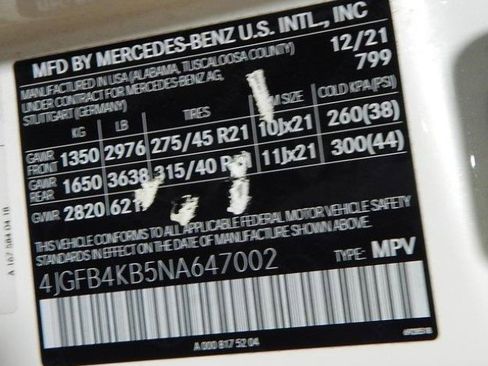 MFD BY MERCEDES-BENZ U.S. INTL., INC
MANUFACTURED IN USA (ALABAMA, TUSCALOOSA COUNTY) 12/21
UNDER CONTRACT FOR MERCEDES-BENZ AG, 799
STUTTGART (GERMANY)
KG LB TIRES SIZE COLD KPA(PSI)
GAWR FRONT 1350 2976 275/45 R21 10Jx21 260(38)
GAWR REAR 1650 3638 315/40 11Jx21 300(44)
GVWR 2820
THIS VEHICLE CONFORMS TO ALL APPLICABLE FEDERAL MOTOR VEHICLE SAFETY
STANDARDS IN EFFECT ON THE DATE OF MANUFACTURE SHOWN ABOVE.
4JGFB4KB5NA647002 TYPE: MPV
A 000 817 52 04
A 167 584 04 18